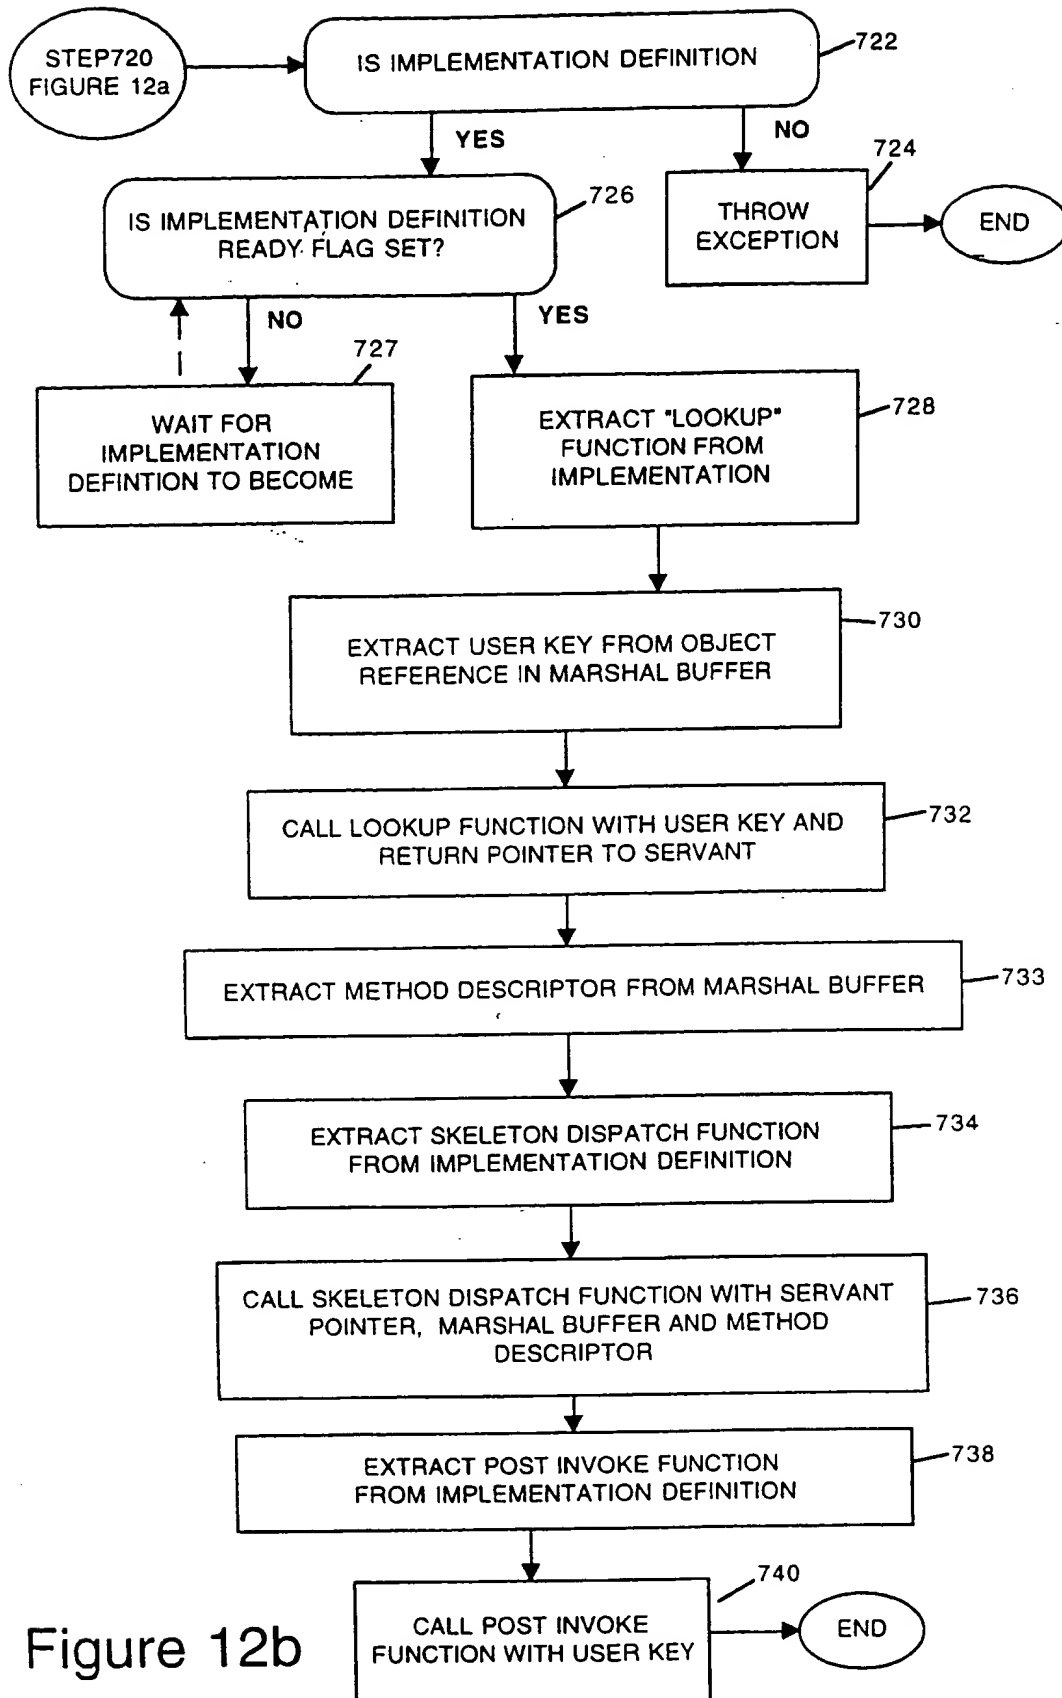 STEP720
FIGURE 12a
IS IMPLEMENTATION DEFINITION
722
YES
NO
724
726
IS IMPLEMENTATION DEFINITION
READY FLAG SET?
THROW
EXCEPTION
END
NO
YES
727
WAIT FOR
IMPLEMENTATION
DEFINTION TO BECOME
728
EXTRACT "LOOKUP"
FUNCTION FROM
IMPLEMENTATION
730
EXTRACT USER KEY FROM OBJECT
REFERENCE IN MARSHAL BUFFER
732
CALL LOOKUP FUNCTION WITH USER KEY AND
RETURN POINTER TO SERVANT
733
EXTRACT METHOD DESCRIPTOR FROM MARSHAL BUFFER
734
EXTRACT SKELETON DISPATCH FUNCTION
FROM IMPLEMENTATION DEFINITION
736
CALL SKELETON DISPATCH FUNCTION WITH SERVANT
POINTER, MARSHAL BUFFER AND METHOD
DESCRIPTOR
738
EXTRACT POST INVOKE FUNCTION
FROM IMPLEMENTATION DEFINITION
740
CALL POST INVOKE
FUNCTION WITH USER KEY
END
Figure 12b